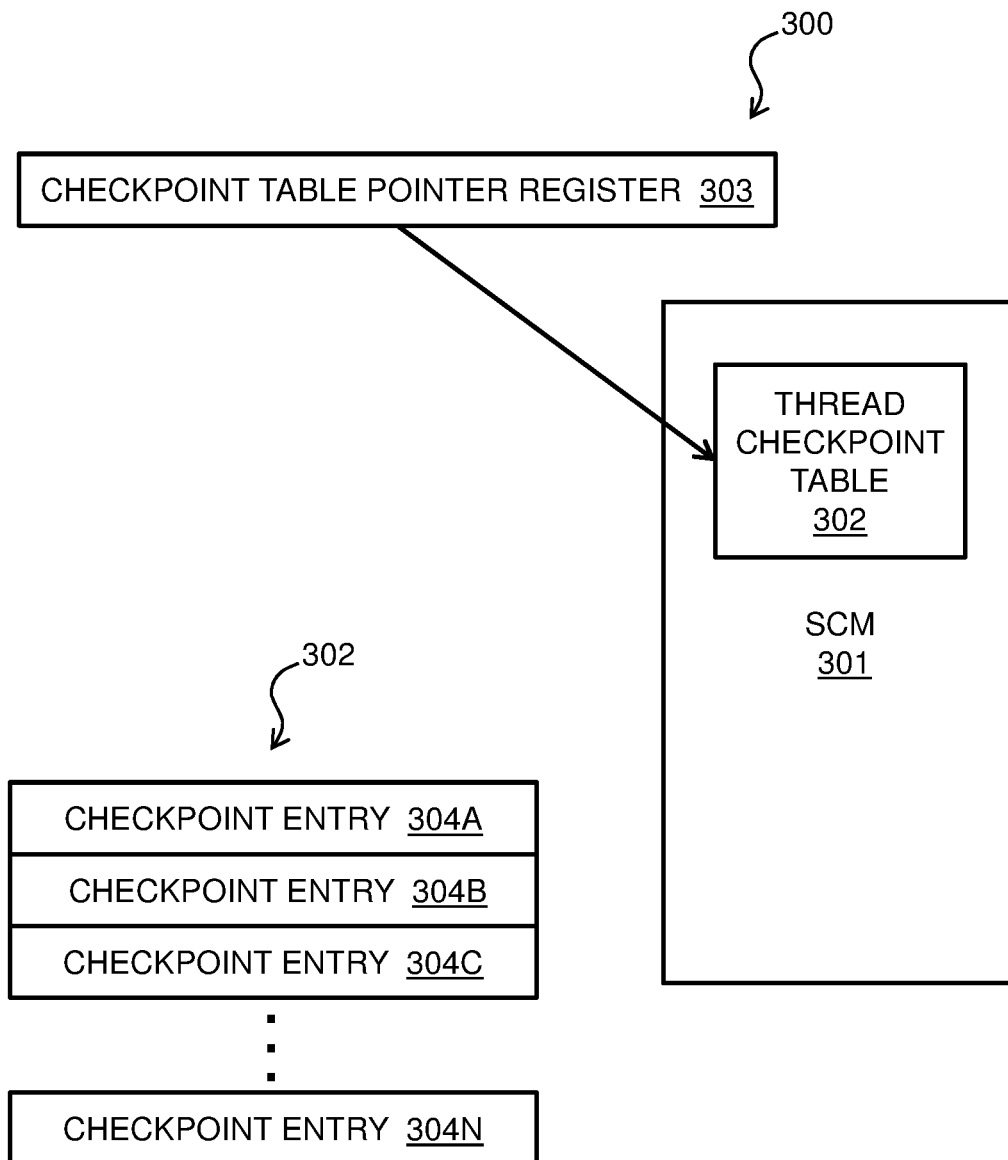 300
CHECKPOINT TABLE POINTER REGISTER 303
THREAD
CHECKPOINT
TABLE
302
SCM
301
302
CHECKPOINT ENTRY 304A
CHECKPOINT ENTRY 304B
CHECKPOINT ENTRY 304C
CHECKPOINT ENTRY 304N